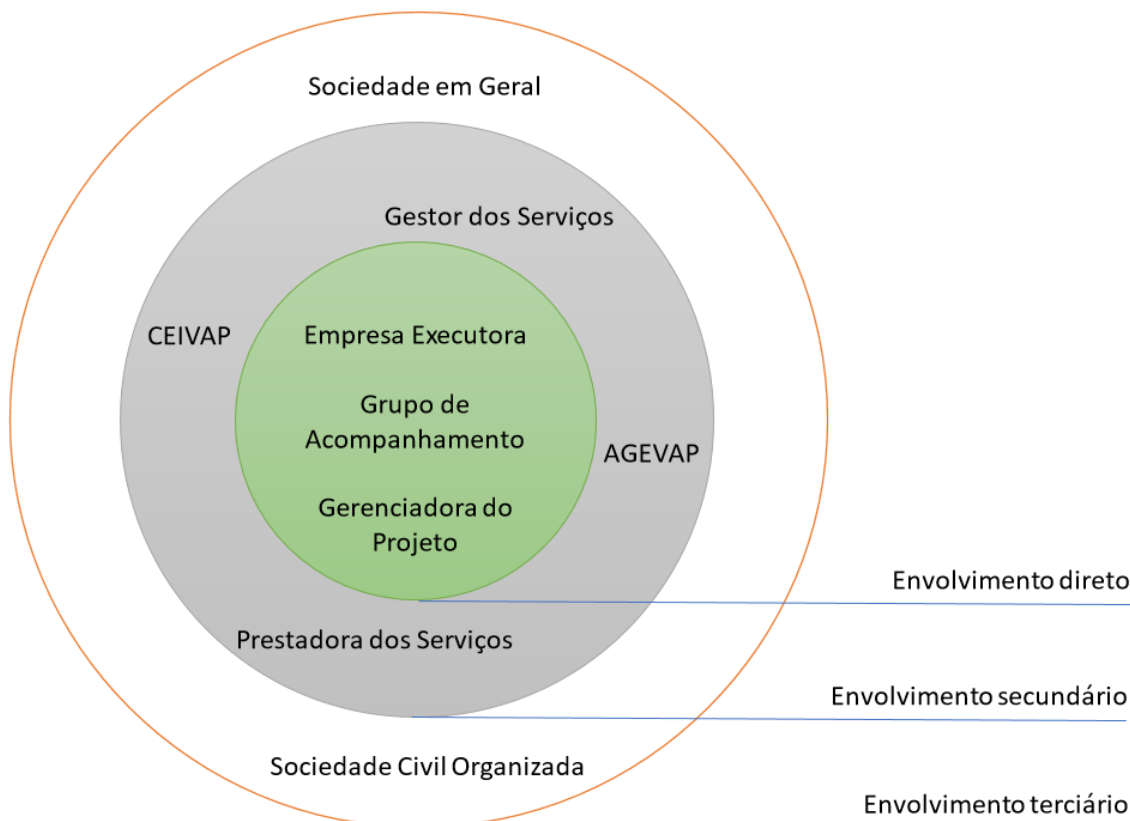 Sociedade em Geral
Gestor dos Serviços
CEIVAP
Empresa Executora
Grupo de
Acompanhamento
AGEVAP
Gerenciadora do
Projeto
Envolvimento direto
Prestadora dos Serviços
Envolvimento secundário
Sociedade Civil Organizada
Envolvimento terciário